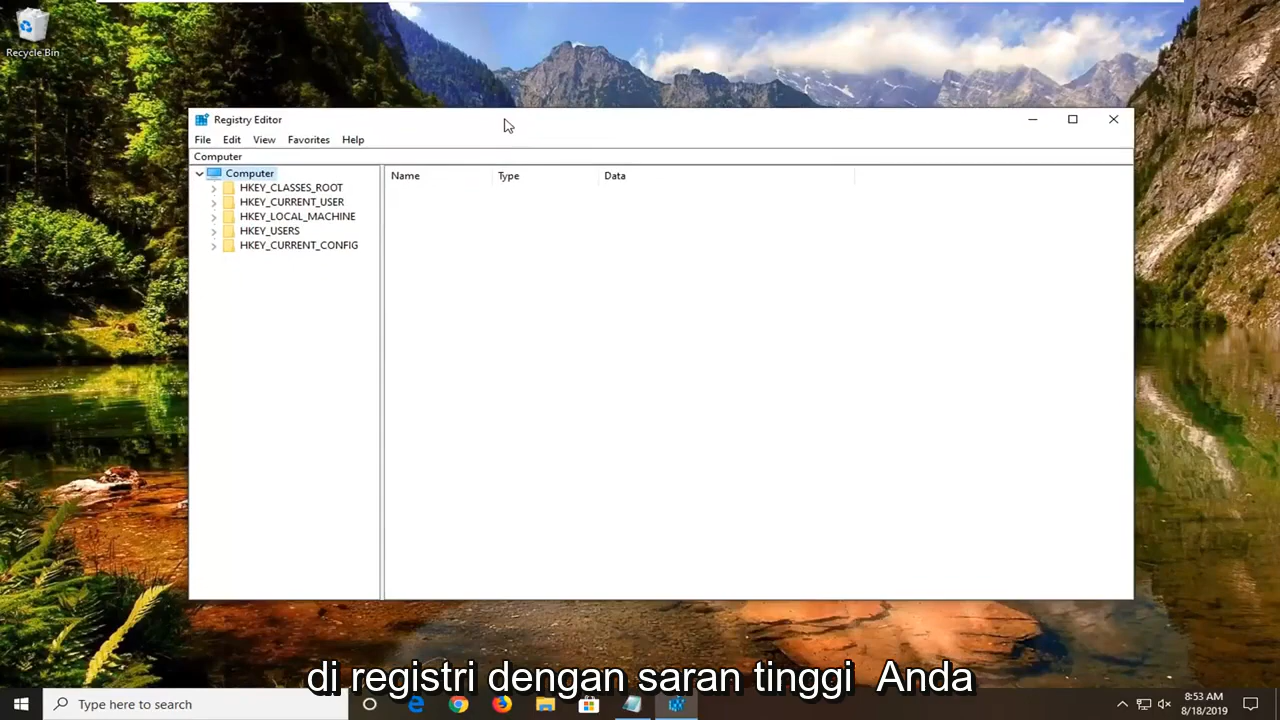 Recycle Bin
Registry Editor
File Edit View Favorites Help
Computer
Computer
HKEY_CLASSES_ROOT
HKEY_CURRENT_USER
HKEY_LOCAL_MACHINE
HKEY_USERS
HKEY_CURRENT_CONFIG
Name Type Data
di registri dengan saran tinggi Anda
Type here to search
8:53 AM
8/18/2019